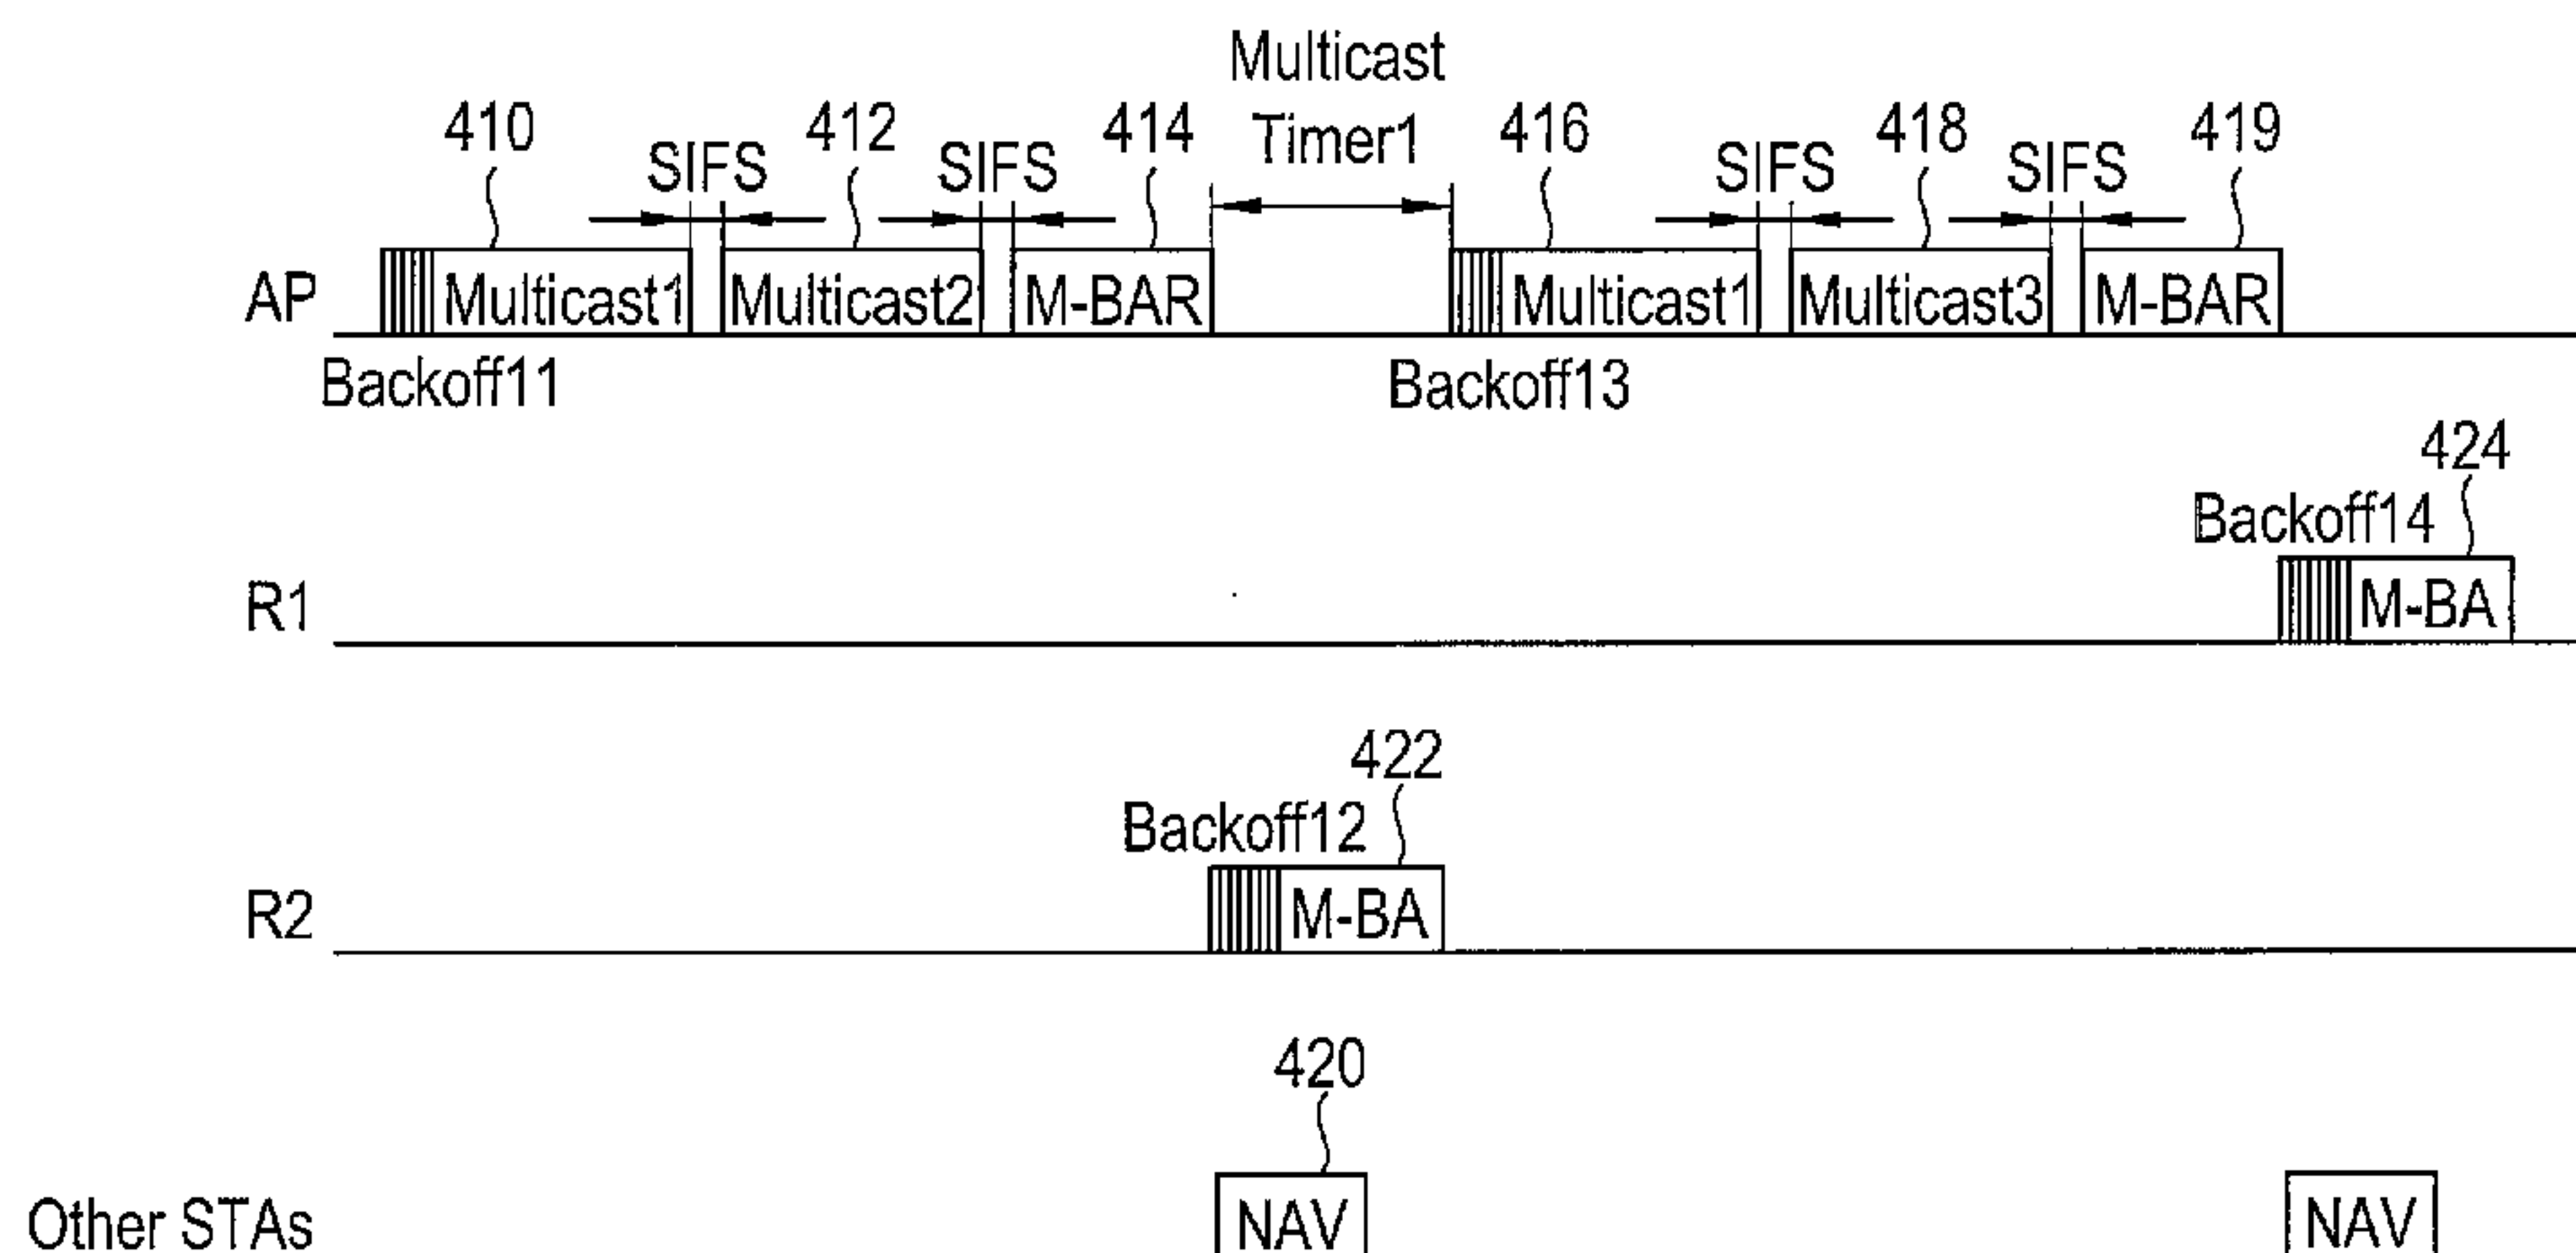 Multicast
Timer1
410 SIFS 412 SIFS 414 416 SIFS 418 SIFS 419
AP Multicast1 Multicast2 M-BAR Multicast1 Multicast3 M-BAR
Backoff11 Backoff13
424
Backoff14
R1 M-BA
422
Backoff12
R2 M-BA
420
Other STAs NAV NAV